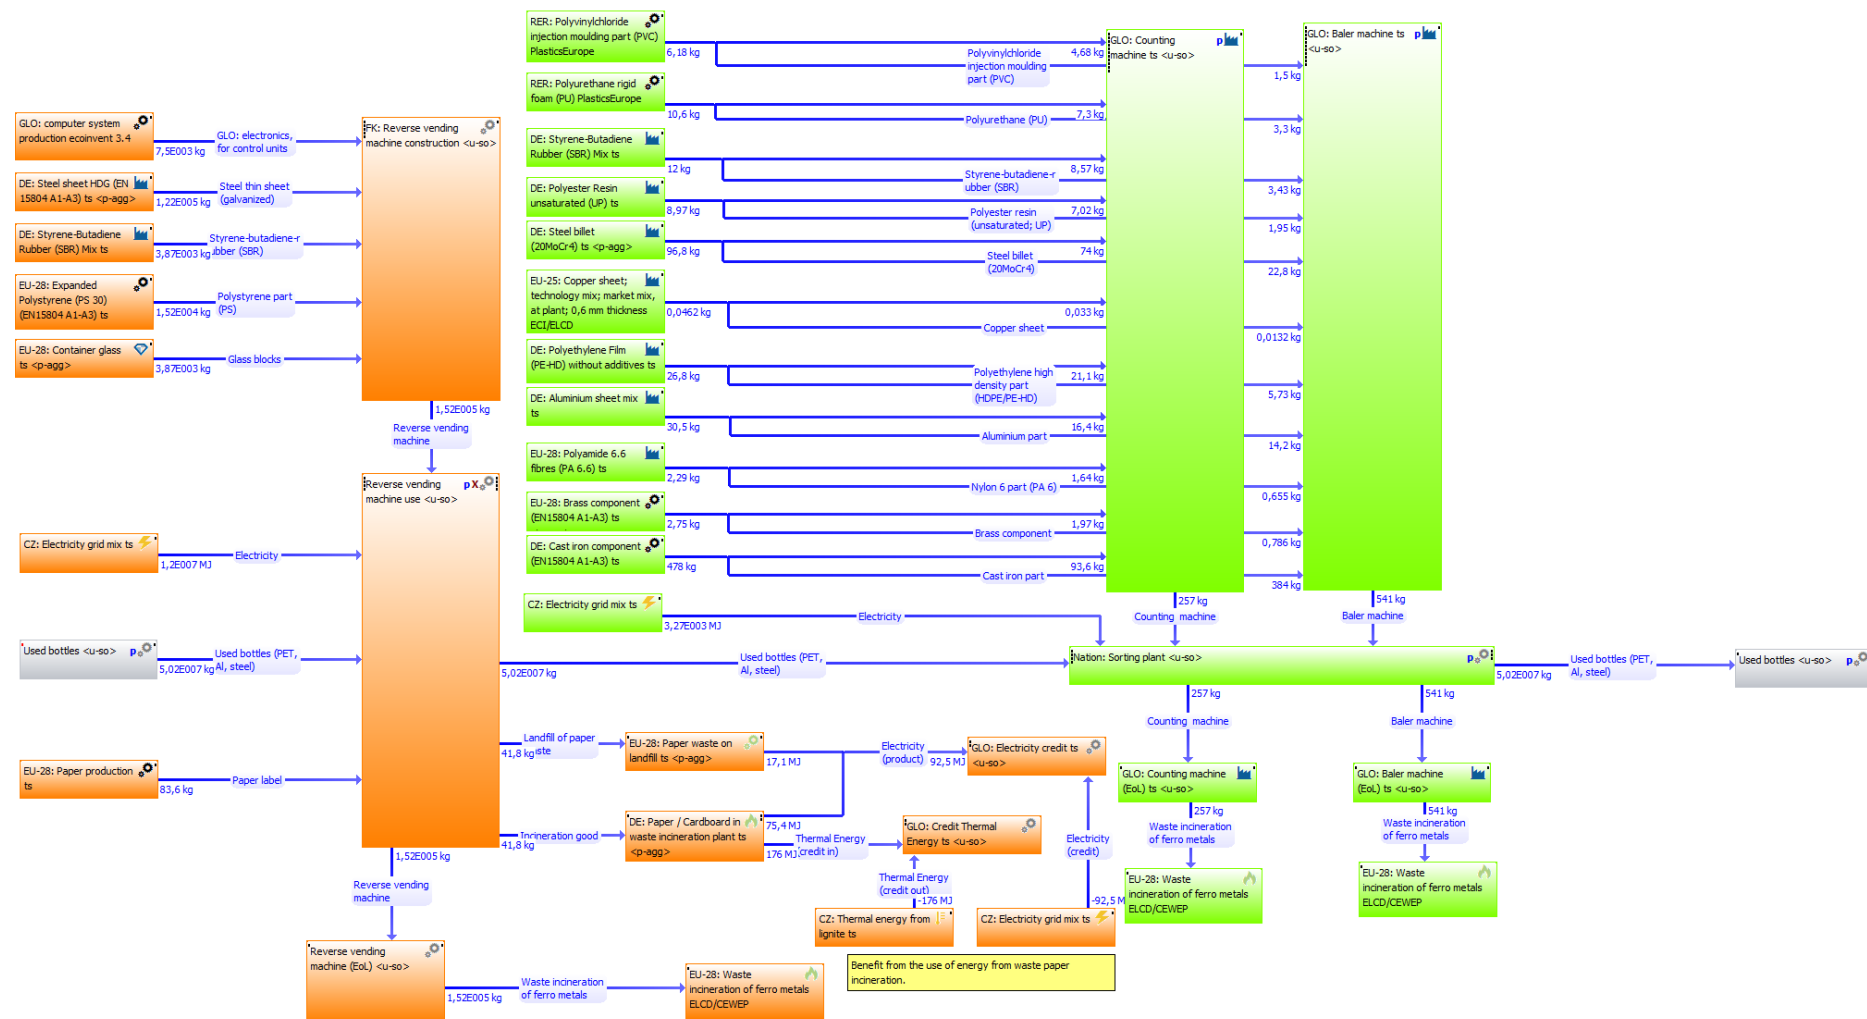 GLO: computer system
production ecoinvent 3.4
7,5E003 kg
GLO: electronics,
for control units
DE: Steel sheet HDG (EN
15804 A1-A3) ts <p-agg>
1,22E005 kg
Steel thin sheet
(galvanized)
DE: Styrene-Butadiene
Rubber (SBR) Mix ts
3,87E003 kg
Styrene-butadiene-r
ubber (SBR)
EU-28: Expanded
Polystyrene (PS 30)
(EN15804 A1-A3) ts
1,52E004 kg
Polystyrene part
(PS)
EU-28: Container glass
ts <p-agg>
3,87E003 kg
Glass blocks
FK: Reverse vending
machine construction <u-so>
1,52E005 kg
Reverse vending
machine
Reverse vending
machine use <u-so>
p X
CZ: Electricity grid mix ts
1,2E007 MJ
Electricity
Used bottles <u-so>
p
5,02E007 kg
Used bottles (PET,
Al, steel)
EU-28: Paper production
ts
83,6 kg
Paper label
1,52E005 kg
Reverse vending
machine
Reverse vending
machine (EoL) <u-so>
1,52E005 kg
Waste incineration
of ferro metals
EU-28: Waste
incineration of ferro metals
ELCD/CEWEP
RER: Polyvinylchloride
injection moulding part (PVC)
PlasticsEurope
6,18 kg
Polyvinylchloride
injection moulding
part (PVC)
4,68 kg
1,5 kg
RER: Polyurethane rigid
foam (PU) PlasticsEurope
10,6 kg
Polyurethane (PU)
7,3 kg
3,3 kg
DE: Styrene-Butadiene
Rubber (SBR) Mix ts
12 kg
Styrene-butadiene-r
ubber (SBR)
8,57 kg
3,43 kg
DE: Polyester Resin
unsaturated (UP) ts
8,97 kg
Polyester resin
(unsaturated; UP)
7,02 kg
1,95 kg
DE: Steel billet
(20MoCr4) ts <p-agg>
96,8 kg
Steel billet
(20MoCr4)
74 kg
22,8 kg
EU-25: Copper sheet;
technology mix; market mix,
at plant; 0,6 mm thickness
ECI/ELCD
0,0462 kg
Copper sheet
0,033 kg
0,0132 kg
DE: Polyethylene Film
(PE-HD) without additives ts
26,8 kg
Polyethylene high
density part
(HDPE/PE-HD)
21,1 kg
5,73 kg
DE: Aluminium sheet mix
ts
30,5 kg
Aluminium part
16,4 kg
14,2 kg
EU-28: Polyamide 6.6
fibres (PA 6.6) ts
2,29 kg
Nylon 6 part (PA 6)
1,64 kg
0,655 kg
EU-28: Brass component
(EN15804 A1-A3) ts
2,75 kg
Brass component
1,97 kg
0,786 kg
DE: Cast iron component
(EN15804 A1-A3) ts
478 kg
Cast iron part
93,6 kg
384 kg
GLO: Counting
machine ts <u-so>
p
GLO: Baler machine ts
<u-so>
p
CZ: Electricity grid mix ts
3,27E003 MJ
Electricity
257 kg
Counting machine
541 kg
Baler machine
5,02E007 kg
Used bottles (PET,
Al, steel)
Nation: Sorting plant <u-so>
p
5,02E007 kg
Used bottles (PET,
Al, steel)
Used bottles <u-so>
p
257 kg
Counting machine
541 kg
Baler machine
GLO: Counting machine
(EoL) ts <u-so>
257 kg
Waste incineration
of ferro metals
EU-28: Waste
incineration of ferro metals
ELCD/CEWEP
GLO: Baler machine
(EoL) ts <u-so>
541 kg
Waste incineration
of ferro metals
EU-28: Waste
incineration of ferro metals
ELCD/CEWEP
41,8 kg
Landfill of paper
EU-28: Paper waste on
landfill ts <p-agg>
17,1 MJ
Electricity
(product)
92,5 MJ
GLO: Electricity credit ts
<u-so>
41,8 kg
Incineration good
DE: Paper / Cardboard in
waste incineration plant ts
<p-agg>
75,4 MJ
176 MJ
Thermal Energy
(credit in)
GLO: Credit Thermal
Energy ts <u-so>
Thermal Energy
(credit out)
-176 MJ
Electricity
(credit)
-92,5 M
CZ: Thermal energy from
lignite ts
CZ: Electricity grid mix ts
Benefit from the use of energy from waste paper
incineration.